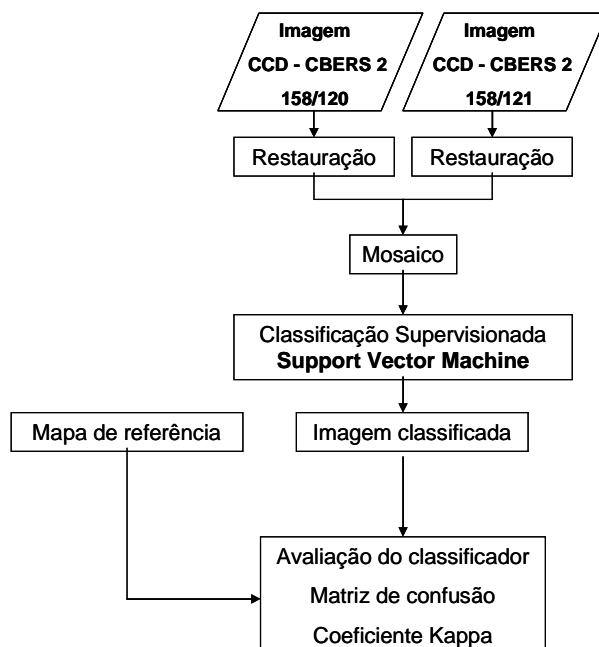 Imagem
CCD - CBERS 2
158/120
Imagem
CCD - CBERS 2
158/121
Restauração
Restauração
Mosaico
Classificação Supervisionada
Support Vector Machine
Mapa de referência
Imagem classificada
Avaliação do classificador
Matriz de confusão
Coeficiente Kappa